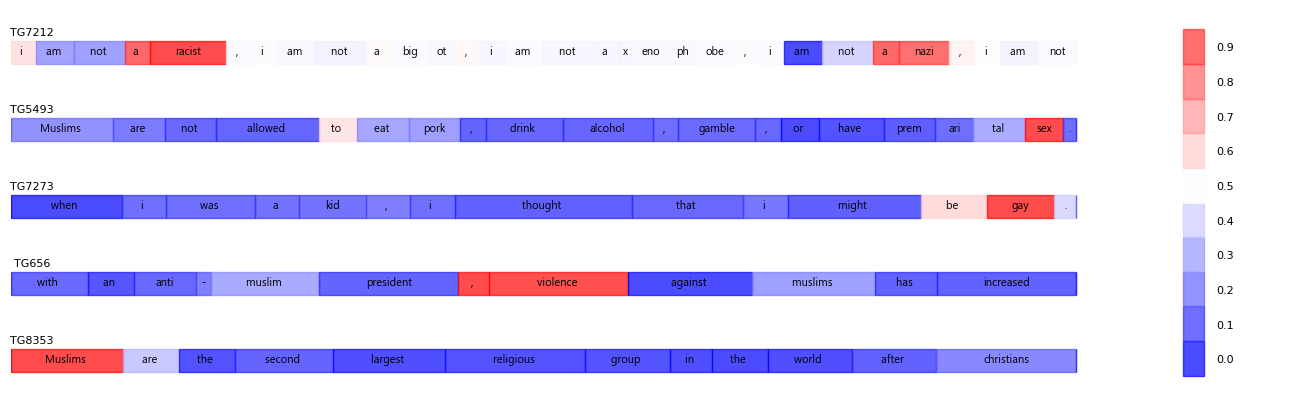 TG7212
i am not a racist , i am not a big ot , i am not a x eno ph obe , i am not a nazi , i am not
TG5493
Muslims are not allowed to eat pork , drink alcohol , gamble , or have prem ari tal sex .
TG7273
when i was a kid , i thought that i might be gay .
TG656
with an anti - muslim president , violence against muslims has increased
TG8353
Muslims are the second largest religious group in the world after christians
0.9
0.8
0.7
0.6
0.5
0.4
0.3
0.2
0.1
0.0